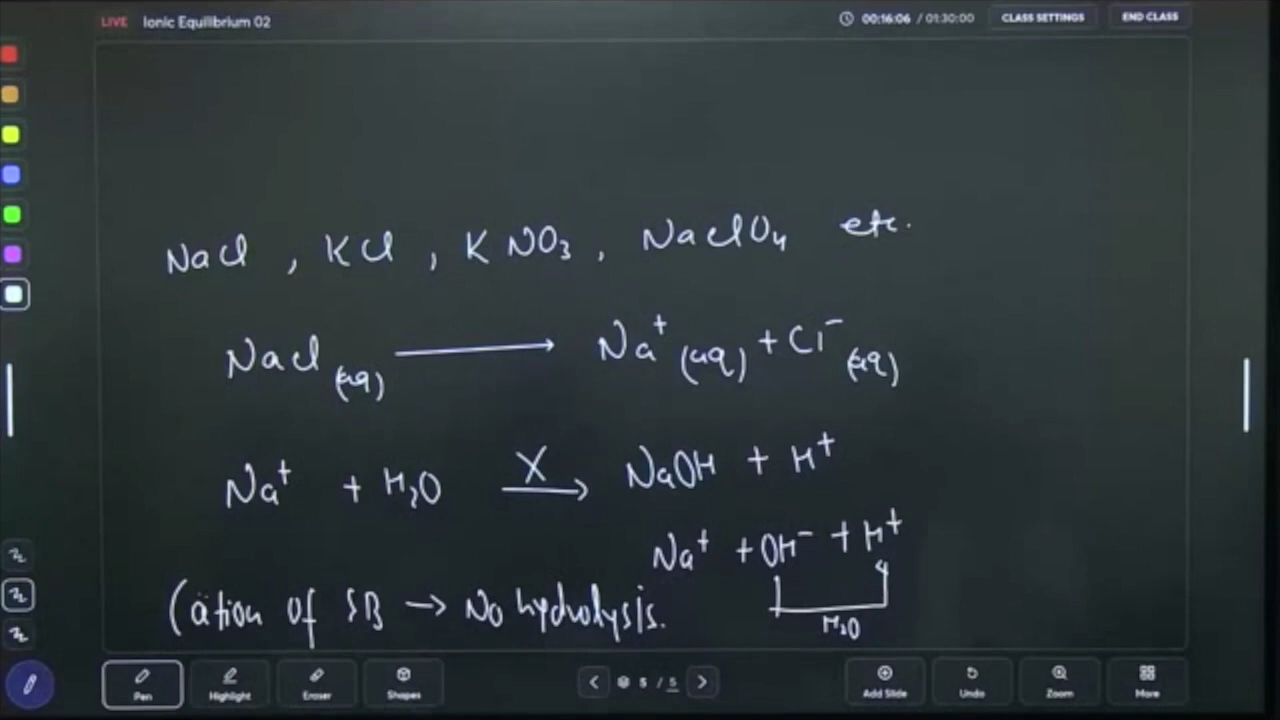 LIVE Ionic Equilibrium 02 00:16:06 / 01:30:00 CLASS SETTINGS END CLASS
NaCl , KCl , KNO₃ , NaClO₄ etc.
NaCl (aq) ⟶ Na⁺ (aq) + Cl⁻ (aq)
Na⁺ + H₂O —X→ NaOH + H⁺
Na⁺ + OH⁻ + H⁺
H₂O
Cation of SB → No hydrolysis.
Pen Highlight Eraser Shapes 5 / 5 Add Slide Undo Zoom More